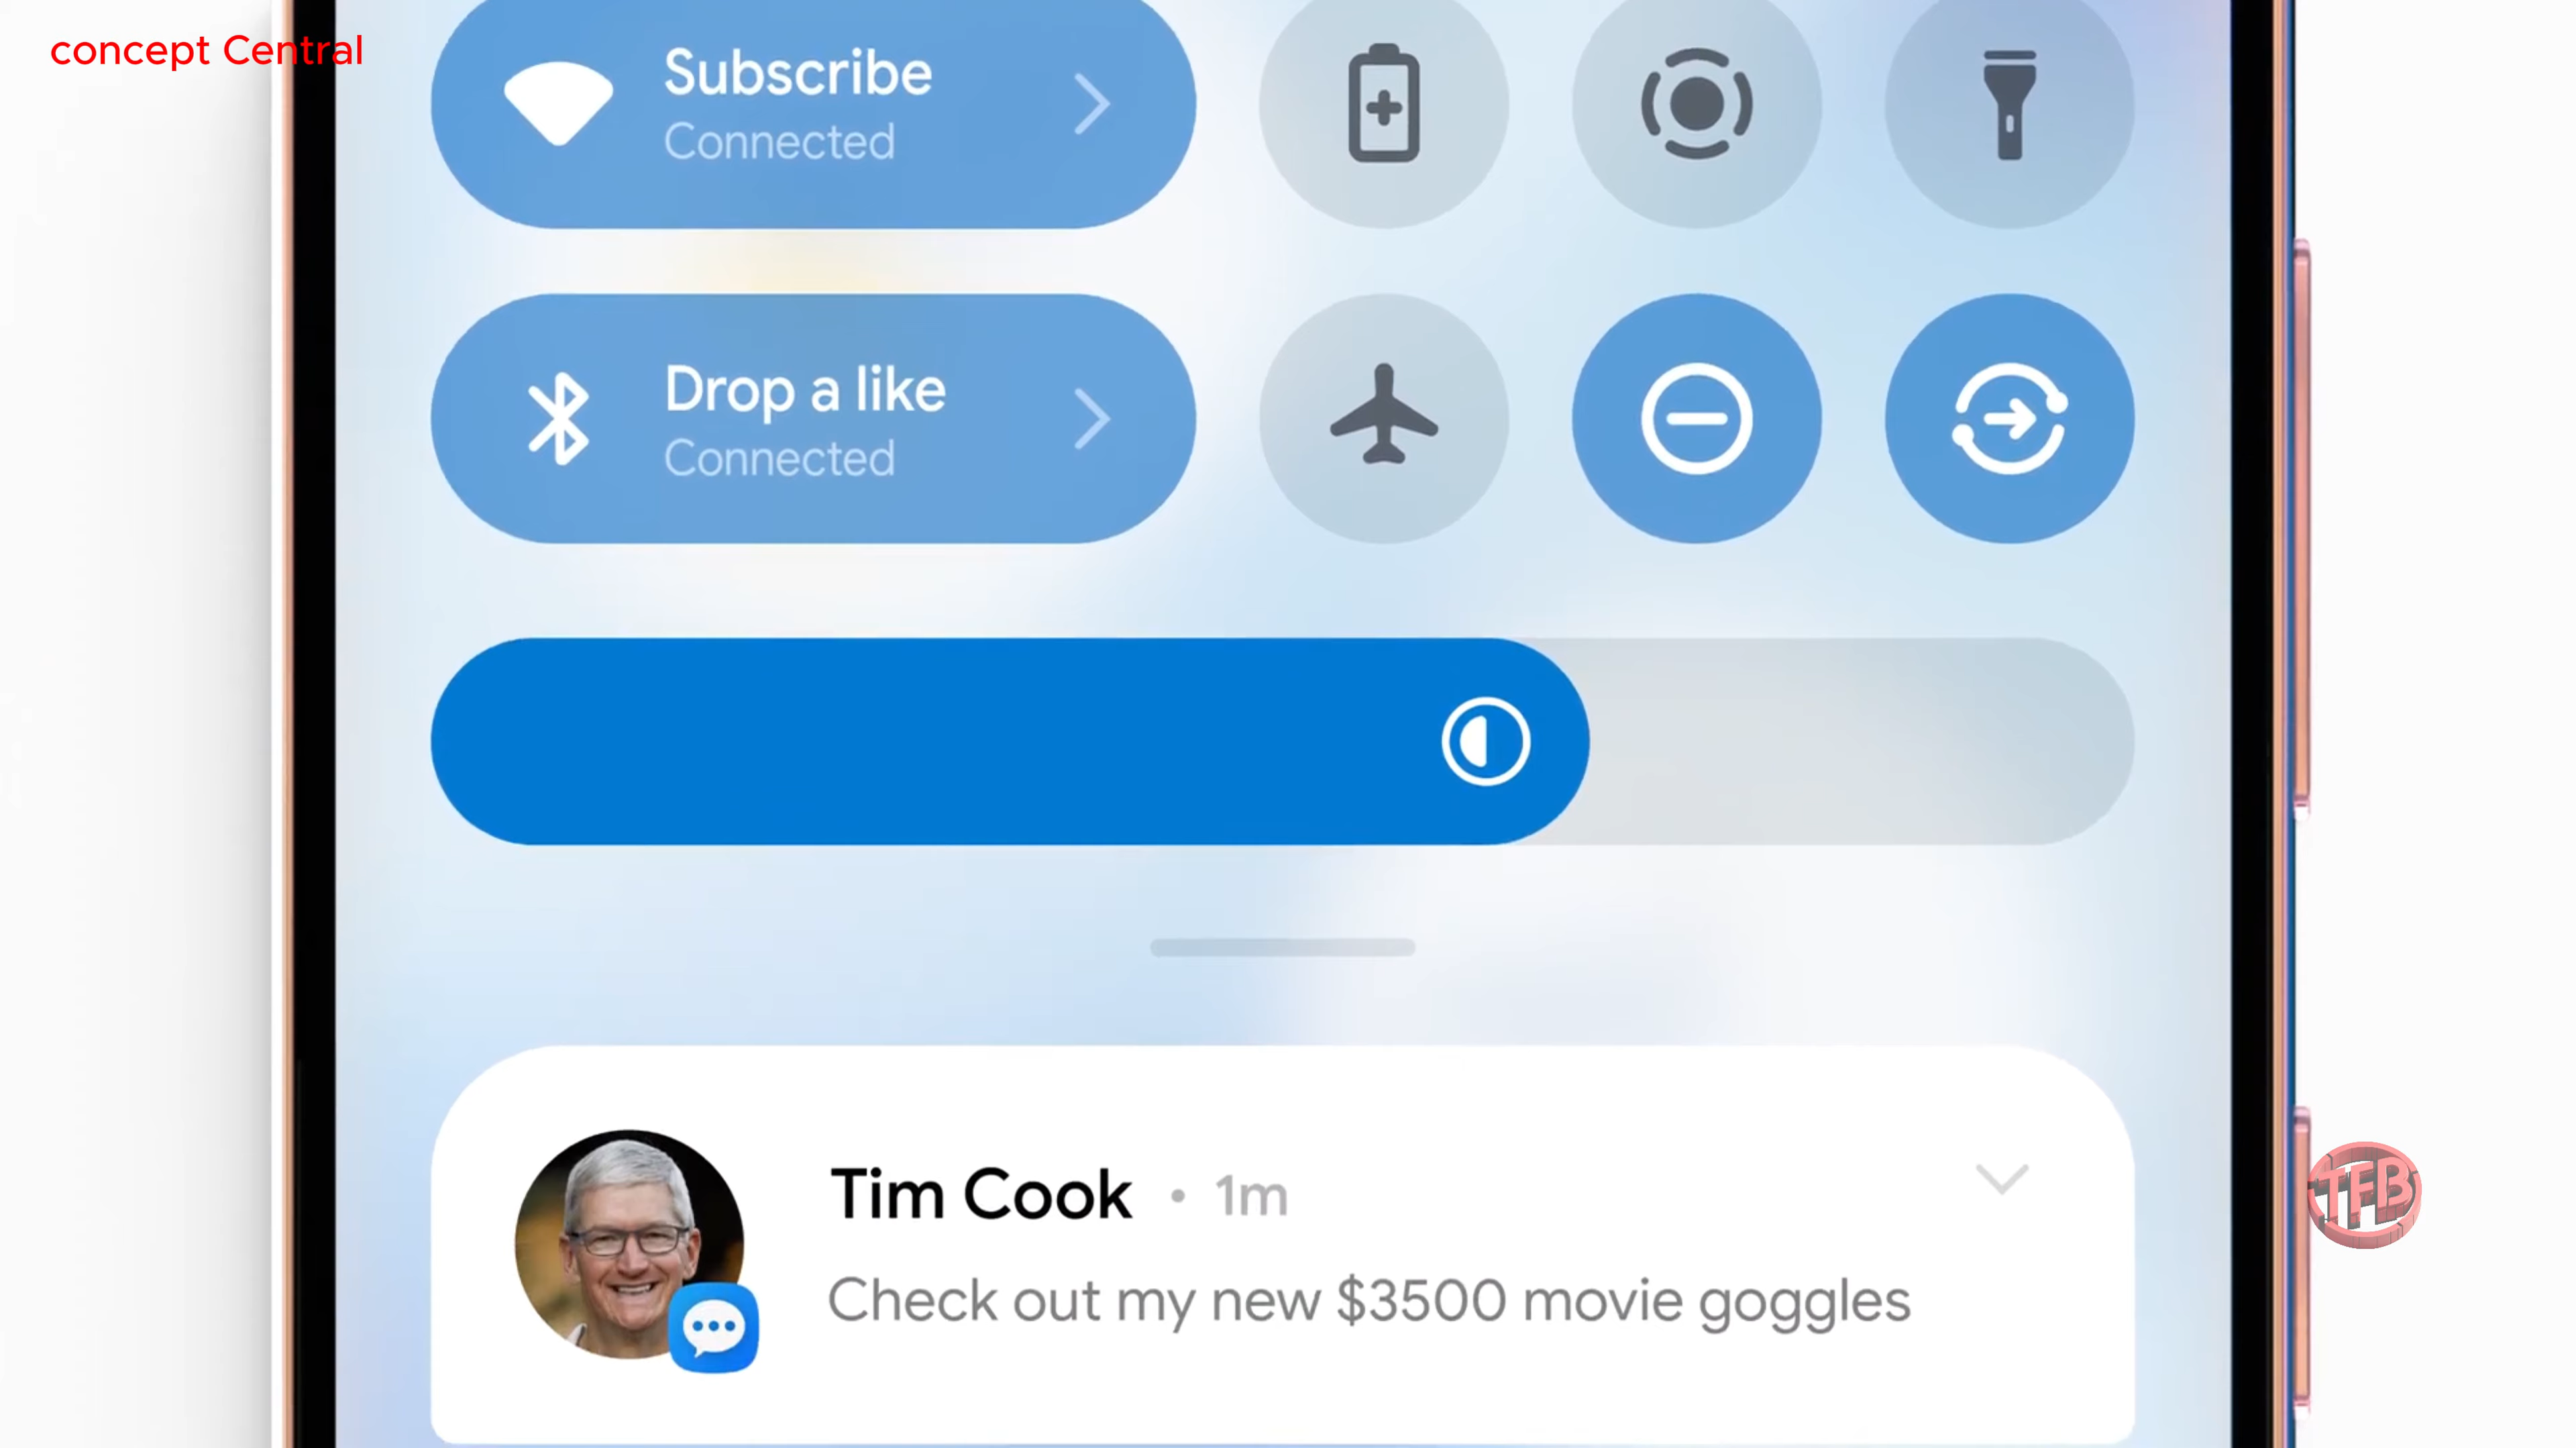 concept Central
Subscribe
Connected
Drop a like
Connected
Tim Cook • 1m
Check out my new $3500 movie goggles
TFB